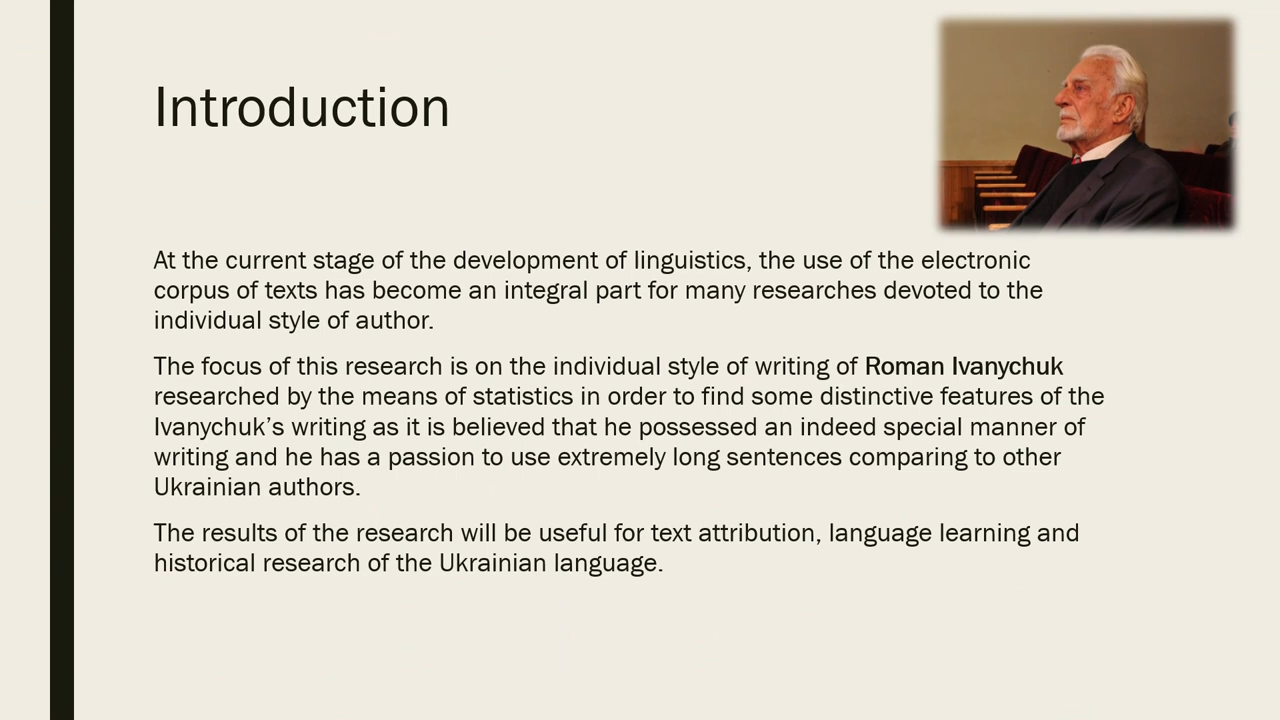 Introduction
At the current stage of the development of linguistics, the use of the electronic
corpus of texts has become an integral part for many researches devoted to the
individual style of author.
The focus of this research is on the individual style of writing of Roman Ivanychuk
researched by the means of statistics in order to find some distinctive features of the
Ivanychuk’s writing as it is believed that he possessed an indeed special manner of
writing and he has a passion to use extremely long sentences comparing to other
Ukrainian authors.
The results of the research will be useful for text attribution, language learning and
historical research of the Ukrainian language.